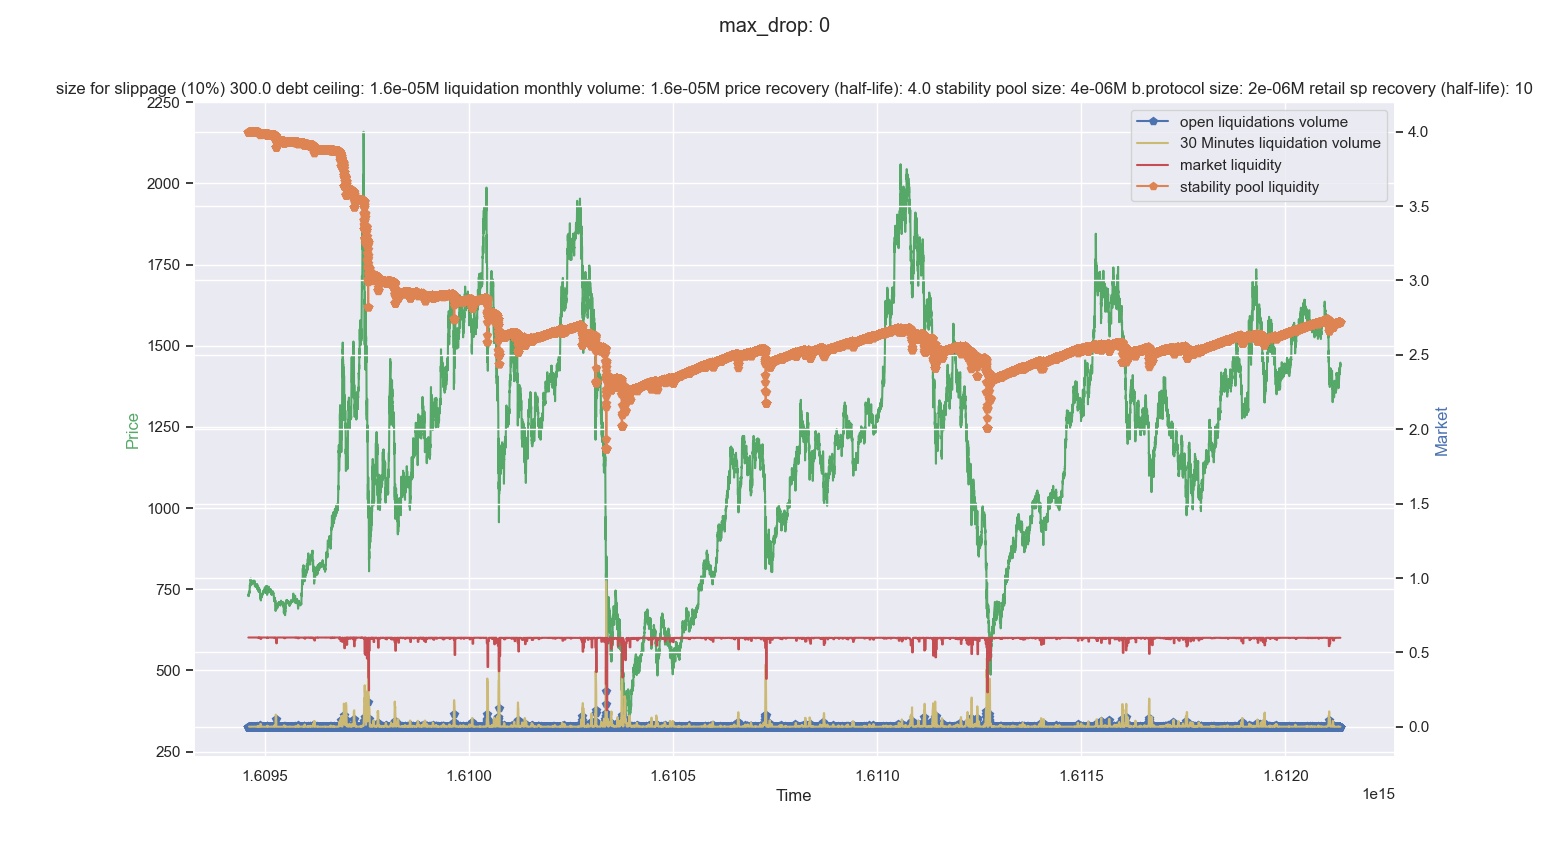 max_drop: 0
size for slippage (10%) 300.0 debt ceiling: 1.6e-05M liquidation monthly volume: 1.6e-05M price recovery (half-life): 4.0 stability pool size: 4e-06M b.protocol size: 2e-06M retail sp recovery (half-life): 10
open liquidations volume
30 Minutes liquidation volume
market liquidity
stability pool liquidity
2250
2000
1750
1500
1250
1000
750
500
250
Price
4.0
3.5
3.0
2.5
2.0
1.5
1.0
0.5
0.0
Market
1.6095
1.6100
1.6105
1.6110
1.6115
1.6120
1e15
Time